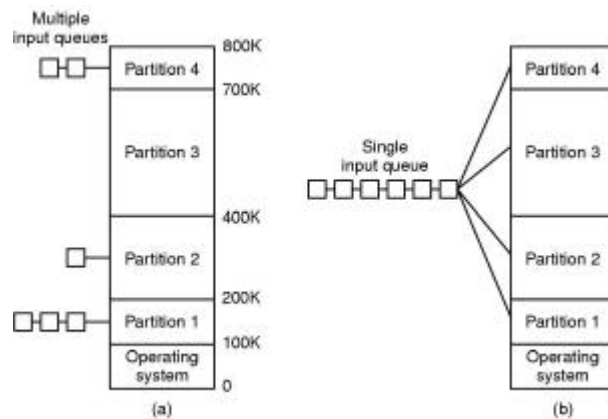 Multiple
input queues
800K
Partition 4
700K
Partition 3
400K
Partition 2
200K
Partition 1
100K
Operating
system
0
(a)
Single
input queue
Partition 4
Partition 3
Partition 2
Partition 1
Operating
system
(b)